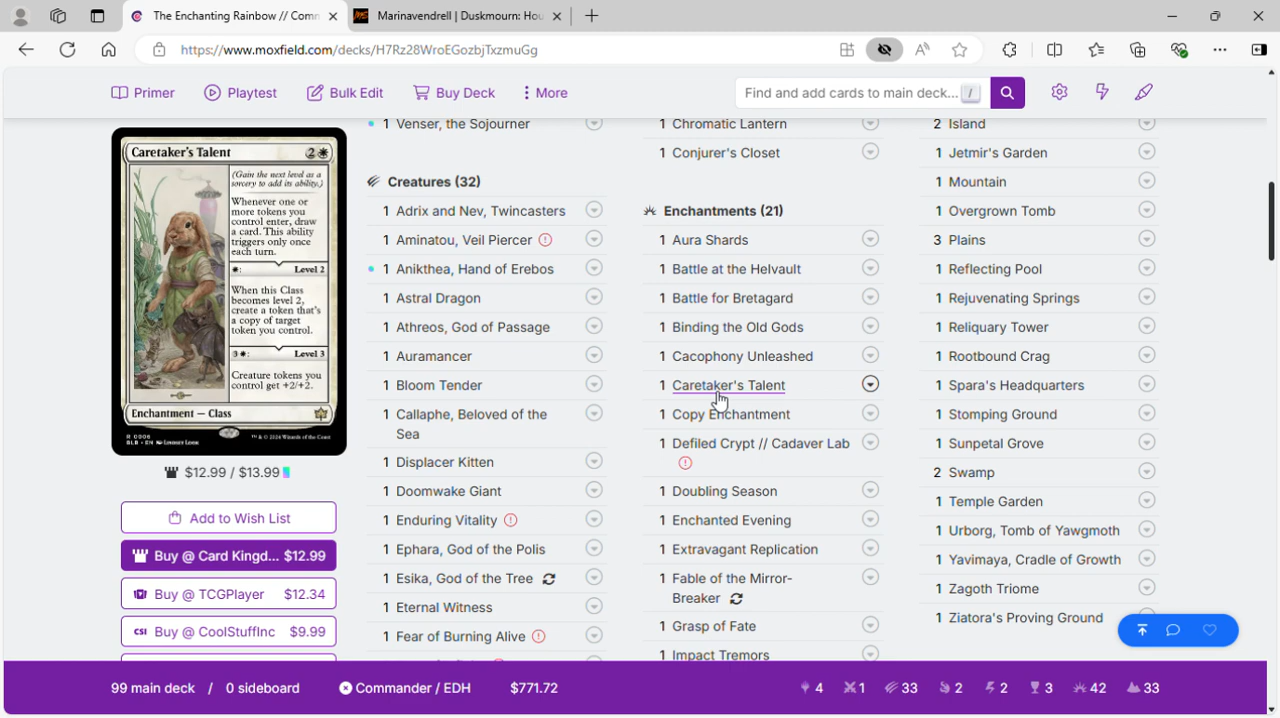 The Enchanting Rainbow // Comm
Marinavendrell | Duskmourn: Hou
https://www.moxfield.com/decks/H7Rz28WroEGozbjTxzmuGg
Primer
Playtest
Bulk Edit
Buy Deck
More
Find and add cards to main deck... /
Caretaker's Talent 2
(Gain the next level as a
sorcery to add its ability.)
Whenever one or
more tokens you
control enter, draw
a card. This ability
triggers only once
each turn.
Level 2
When this Class
becomes level 2,
create a token that's
a copy of target
token you control.
3 : Level 3
Creature tokens you
control get +2/+2.
Enchantment — Class
$12.99 / $13.99
Add to Wish List
Buy @ Card Kingd... $12.99
Buy @ TCGPlayer $12.34
CSI Buy @ CoolStuffInc $9.99
1 Venser, the Sojourner
Creatures (32)
1 Adrix and Nev, Twincasters
1 Aminatou, Veil Piercer
1 Anikthea, Hand of Erebos
1 Astral Dragon
1 Athreos, God of Passage
1 Auramancer
1 Bloom Tender
1 Callaphe, Beloved of the
Sea
1 Displacer Kitten
1 Doomwake Giant
1 Enduring Vitality
1 Ephara, God of the Polis
1 Esika, God of the Tree
1 Eternal Witness
1 Fear of Burning Alive
1 Chromatic Lantern
1 Conjurer's Closet
Enchantments (21)
1 Aura Shards
1 Battle at the Helvault
1 Battle for Bretagard
1 Binding the Old Gods
1 Cacophony Unleashed
1 Caretaker's Talent
1 Copy Enchantment
1 Defiled Crypt // Cadaver Lab
1 Doubling Season
1 Enchanted Evening
1 Extravagant Replication
1 Fable of the Mirror-
Breaker
1 Grasp of Fate
1 Impact Tremors
2 Island
1 Jetmir's Garden
1 Mountain
1 Overgrown Tomb
3 Plains
1 Reflecting Pool
1 Rejuvenating Springs
1 Reliquary Tower
1 Rootbound Crag
1 Spara's Headquarters
1 Stomping Ground
1 Sunpetal Grove
2 Swamp
1 Temple Garden
1 Urborg, Tomb of Yawgmoth
1 Yavimaya, Cradle of Growth
1 Zagoth Triome
1 Ziatora's Proving Ground
99 main deck / 0 sideboard
Commander / EDH
$771.72
4 1 33 2 2 3 42 33